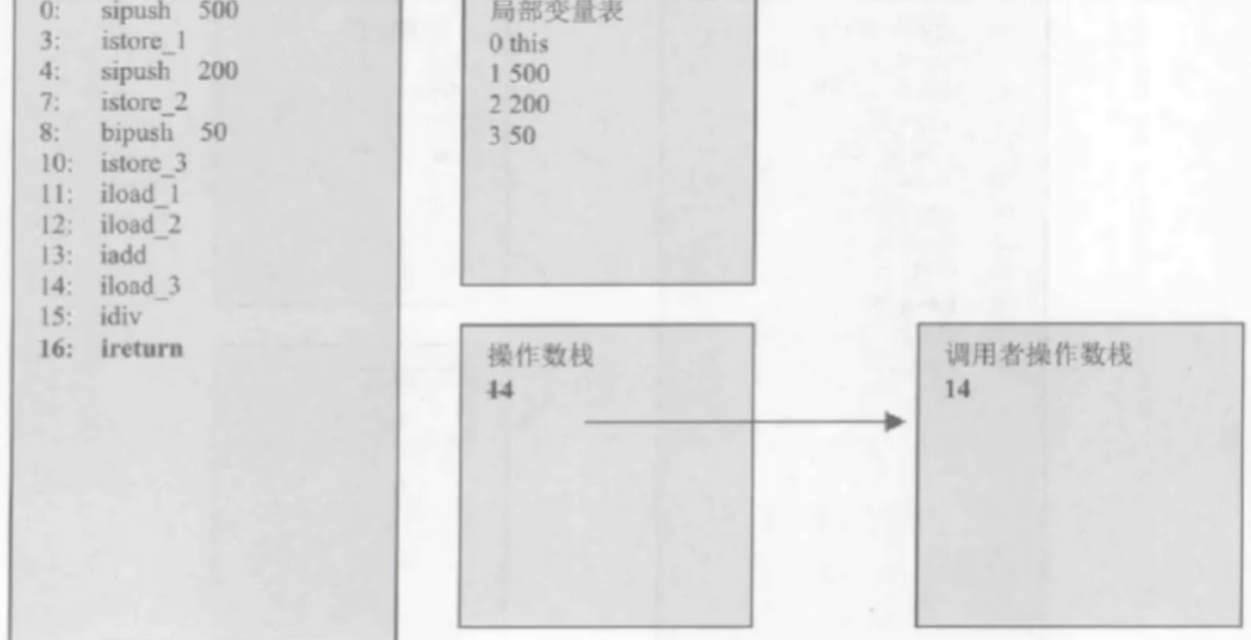 0: sipush 500
3: istore_1
4: sipush 200
7: istore_2
8: bipush 50
10: istore_3
11: iload_1
12: iload_2
13: iadd
14: iload_3
15: idiv
16: ireturn
局部变量表
0 this
1 500
2 200
3 50
操作数栈
14
调用者操作数栈
14